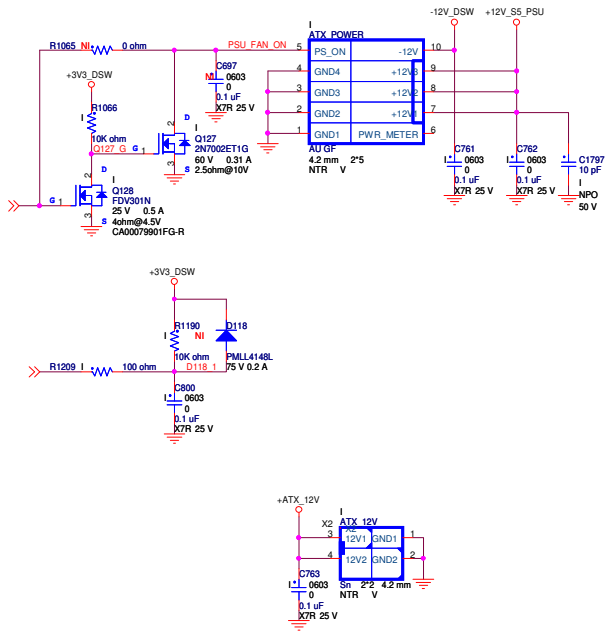 R1065 NI 0 ohm
PSU_FAN_ON
+3V3_DSW
R1066
I
10K ohm
Q127_G
G 1
D
2
I
Q127
2N7002ET1G
60 V 0.31 A
2.5ohm@10V
3
S
C697
NI 0603
0
0.1 uF
X7R 25 V
G 1
D
2
I
Q128
FDV301N
25 V 0.5 A
4ohm@4.5V
CA00079901FG-R
3
S
I
ATX_POWER
5 PS_ON -12V 10
4 GND4 +12V3 9
3 GND3 +12V2 8
2 GND2 +12V1 7
1 GND1 PWR_METER 6
AU GF
4.2 mm 2*5
NTR V
-12V_DSW
+12V_S5_PSU
C761
I 0603
0
0.1 uF
X7R 25 V
C762
I 0603
0
0.1 uF
X7R 25 V
C1797
10 pF
I
NPO
50 V
+3V3_DSW
R1190
I
10K ohm
NI
D118
PMLL4148L
75 V 0.2 A
D118_1
R1209 I 100 ohm
C800
I 0603
0
0.1 uF
X7R 25 V
+ATX_12V
I
ATX_12V
X2 X2
3 12V1 GND1 1
4 12V2 GND2 2
Sn 2*2 4.2 mm
NTR V
C763
I 0603
0
0.1 uF
X7R 25 V